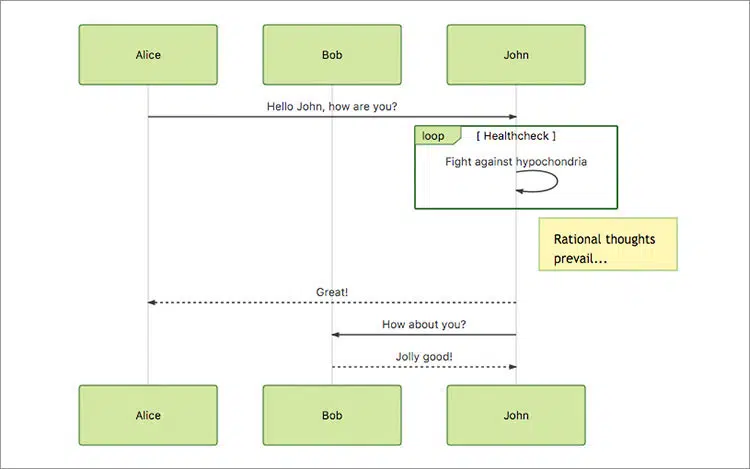 Alice
Bob
John
Hello John, how are you?
loop
[ Healthcheck ]
Fight against hypochondria
Rational thoughts
prevail...
Great!
How about you?
Jolly good!
Alice
Bob
John